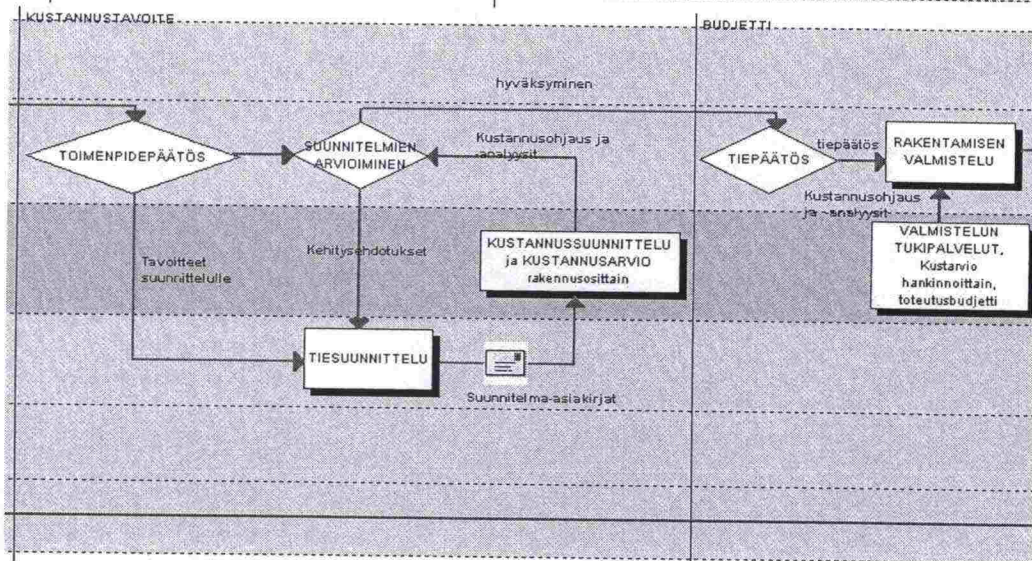 KUSTANNUSTAVOITE
BUDJETTI
hyväksyminen
TOIMENPIDEPÄÄTÖS
SUUNNITELMIEN
ARVIOIMINEN
Kustannusohjaus ja
-analyysit
TIEPÄÄTÖS
tiepäätös
RAKENTAMISEN
VALMISTELU
Kustannusohjaus
ja -analyysit
Tavoitteet
suunnittelulle
Kehitysehdotukset
KUSTANNUSSUUNNITTELU
ja KUSTANNUSARVIO
rakennusosittain
VALMISTELUN
TUKIPALVELUT,
Kustarvio
hankinnoittain,
toteutusbudjetti
TIESUUNNITTELU
Suunnitelma-asiakirjat